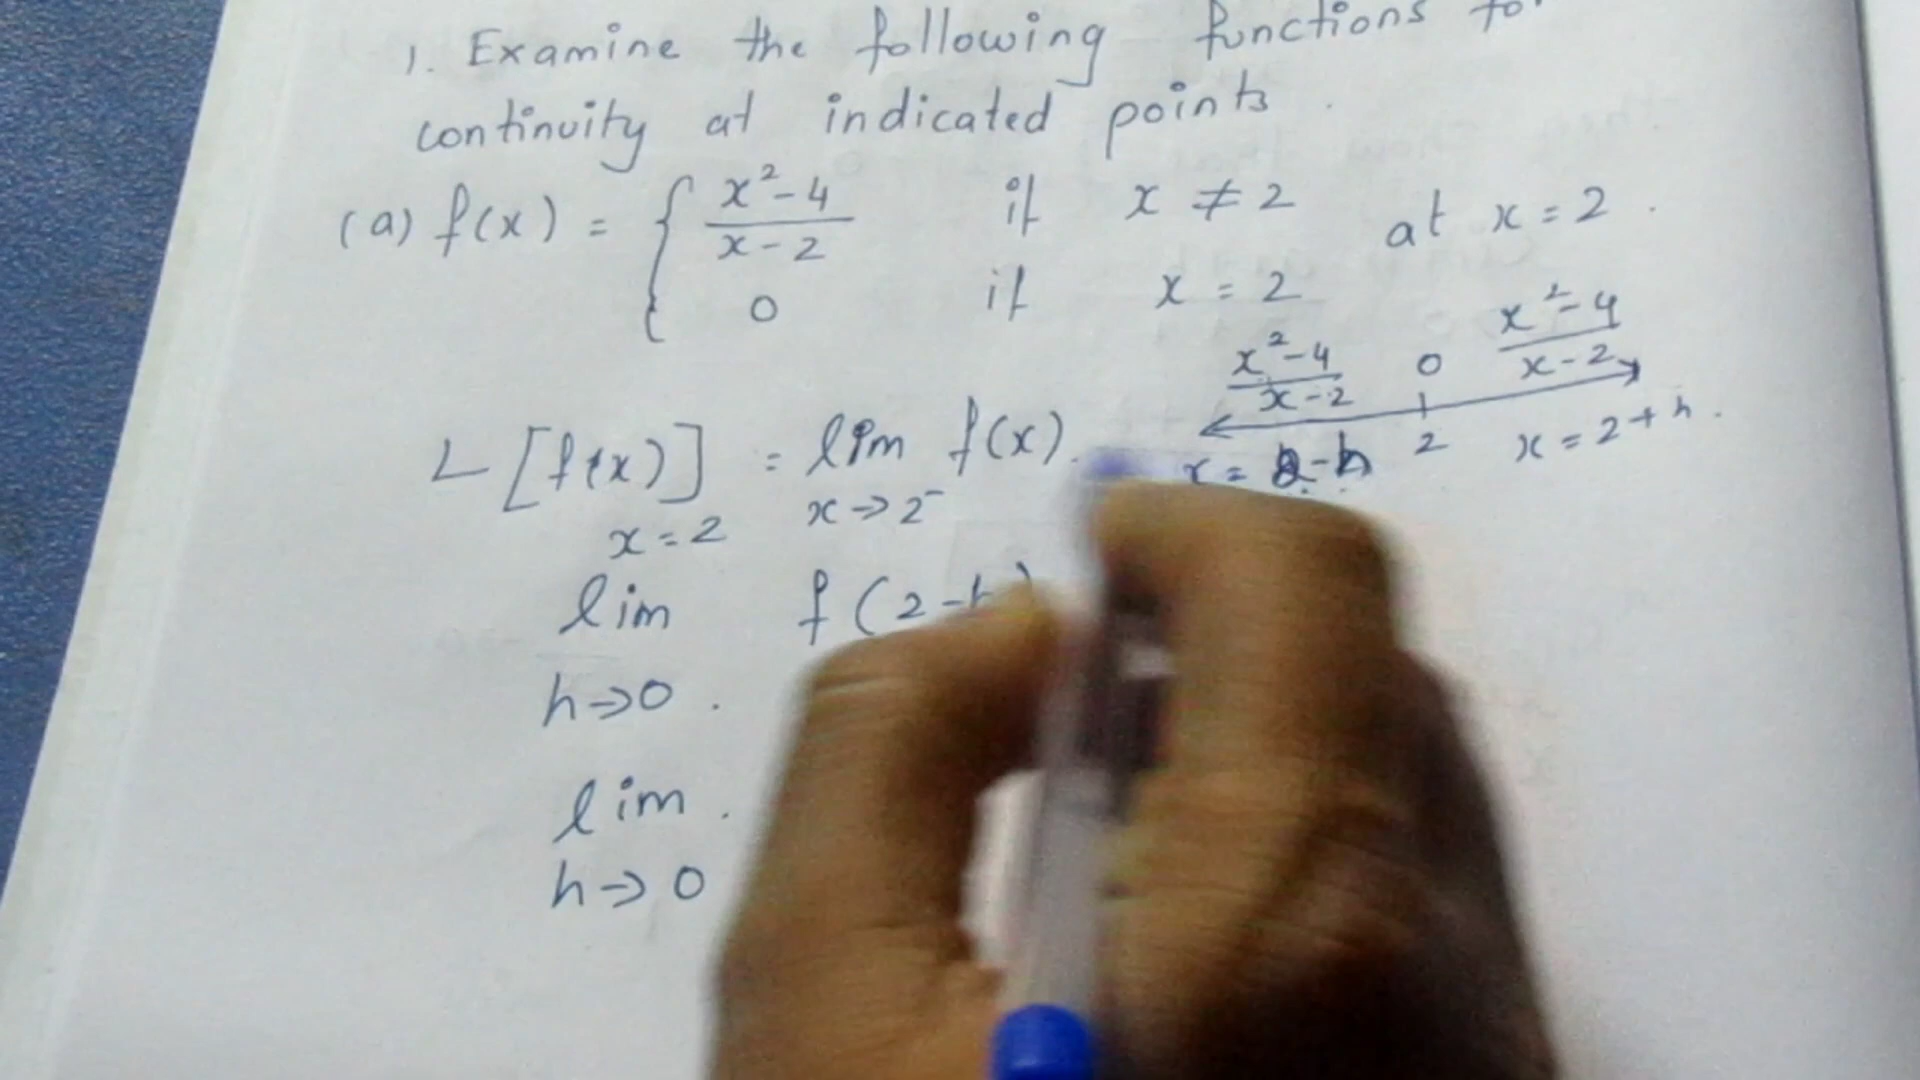 1. Examine the following functions for
continuity at indicated points.
(a) f(x) = { x²-4 / x-2 if x ≠ 2 at x = 2.
0 if x = 2
x²-4 / x-2 0 x²-4 / x-2
x = 2-h 2 x = 2+h.
L[f(x)] x=2 = lim x→2⁻ f(x).
lim h→0. f(2-h)
lim. h→0